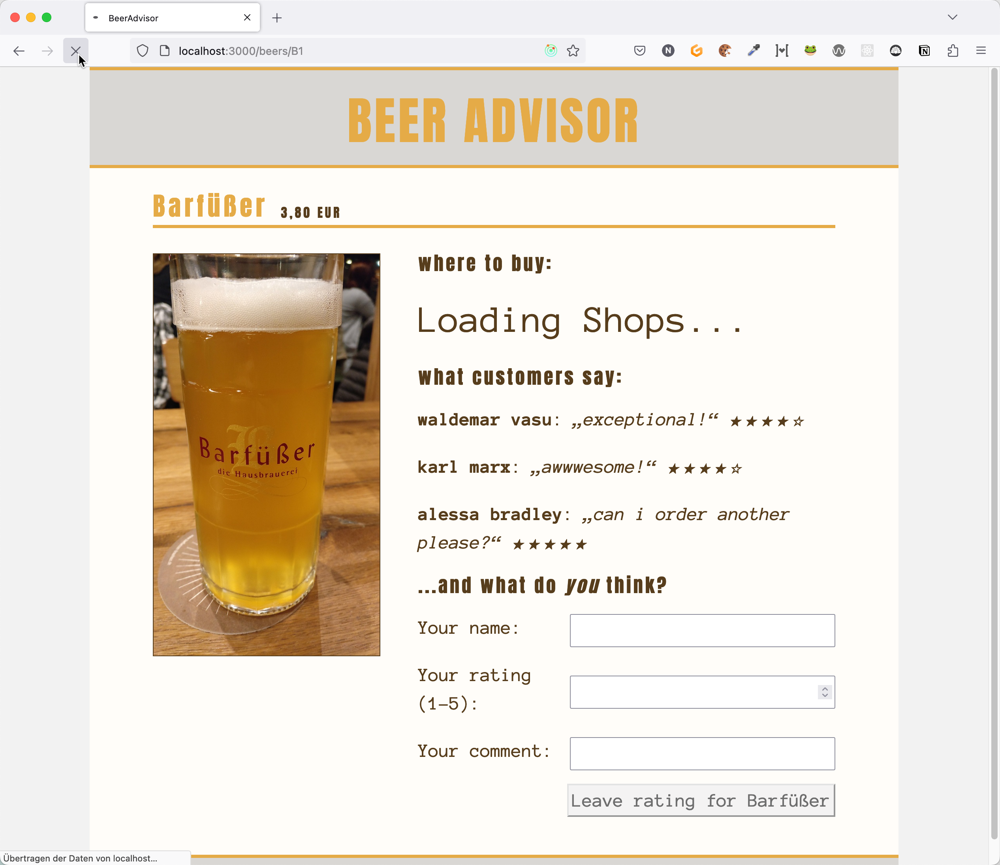 BeerAdvisor
localhost:3000/beers/B1
BEER ADVISOR
Barfüßer 3,80 EUR
where to buy:
Loading Shops...
what customers say:
waldemar vasu: „exceptional!“ ★★★★☆
karl marx: „awwwesome!“ ★★★★☆
alessa bradley: „can i order another
please?“ ★★★★★
...and what do you think?
Your name:
Your rating
(1-5):
Your comment:
Leave rating for Barfüßer
Barfüßer
die Hausbrauerei
Übertragen der Daten von localhost...